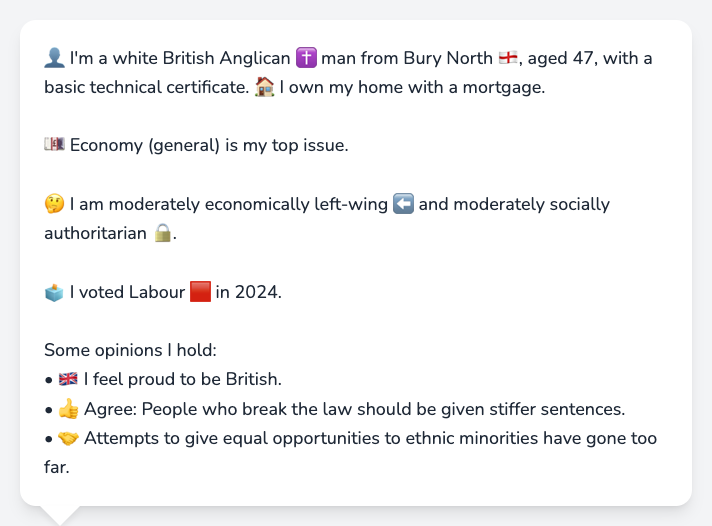 👤 I'm a white British Anglican ✝️ man from Bury North 🏴󠁧󠁢󠁥󠁮󠁧󠁿, aged 47, with a
basic technical certificate. 🏠 I own my home with a mortgage.
💷 Economy (general) is my top issue.
🤔 I am moderately economically left-wing ⬅️ and moderately socially
authoritarian 🔒.
🗳️ I voted Labour 🟥 in 2024.
Some opinions I hold:
• 🇬🇧 I feel proud to be British.
• 👍 Agree: People who break the law should be given stiffer sentences.
• 🤝 Attempts to give equal opportunities to ethnic minorities have gone too
far.